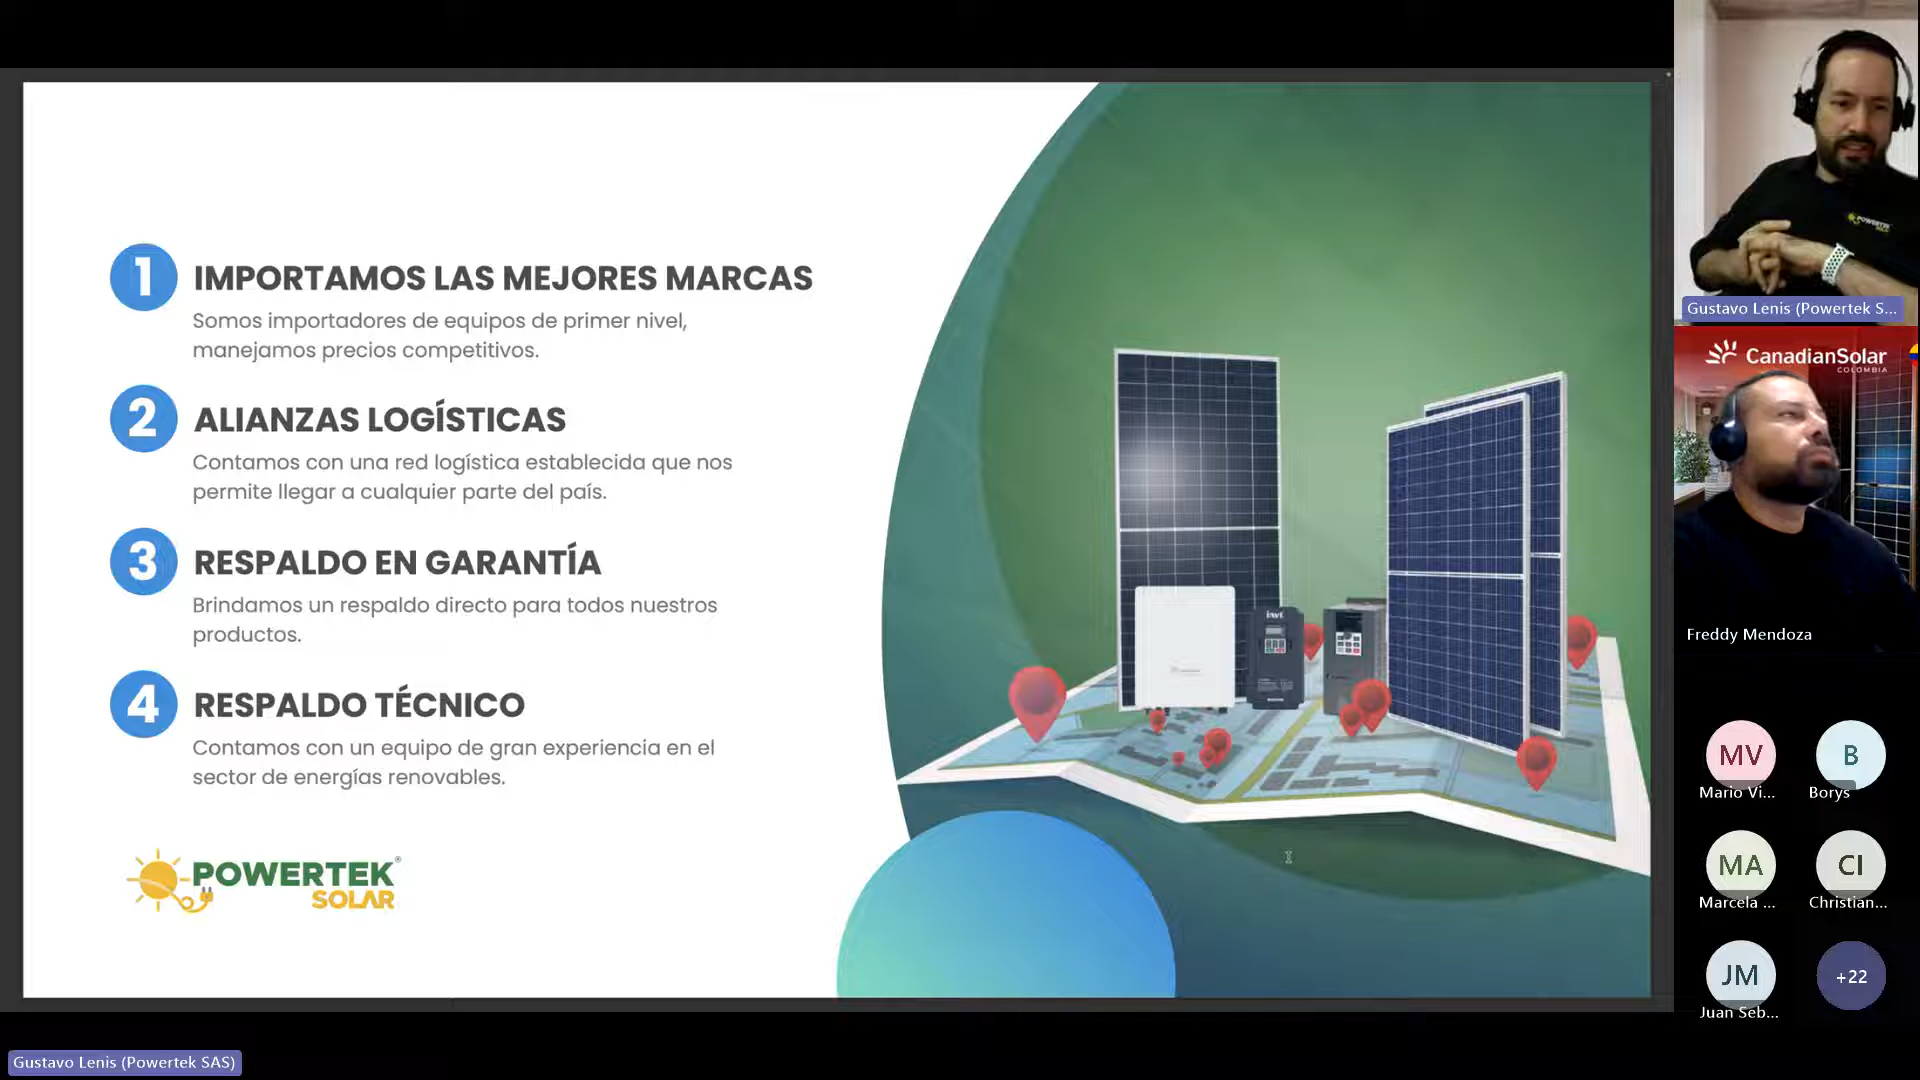 1 IMPORTAMOS LAS MEJORES MARCAS
Somos importadores de equipos de primer nivel,
manejamos precios competitivos.
2 ALIANZAS LOGÍSTICAS
Contamos con una red logística establecida que nos
permite llegar a cualquier parte del país.
3 RESPALDO EN GARANTÍA
Brindamos un respaldo directo para todos nuestros
productos.
4 RESPALDO TÉCNICO
Contamos con un equipo de gran experiencia en el
sector de energías renovables.
POWERTEK®
SOLAR
invt
POWERTEK
SOLAR
Gustavo Lenis (Powertek S...
CanadianSolar
COLOMBIA
Freddy Mendoza
MV
B
Mario Vi...
Borys
MA
CI
Marcela ...
Christian...
JM
+22
Juan Seb...
Gustavo Lenis (Powertek SAS)